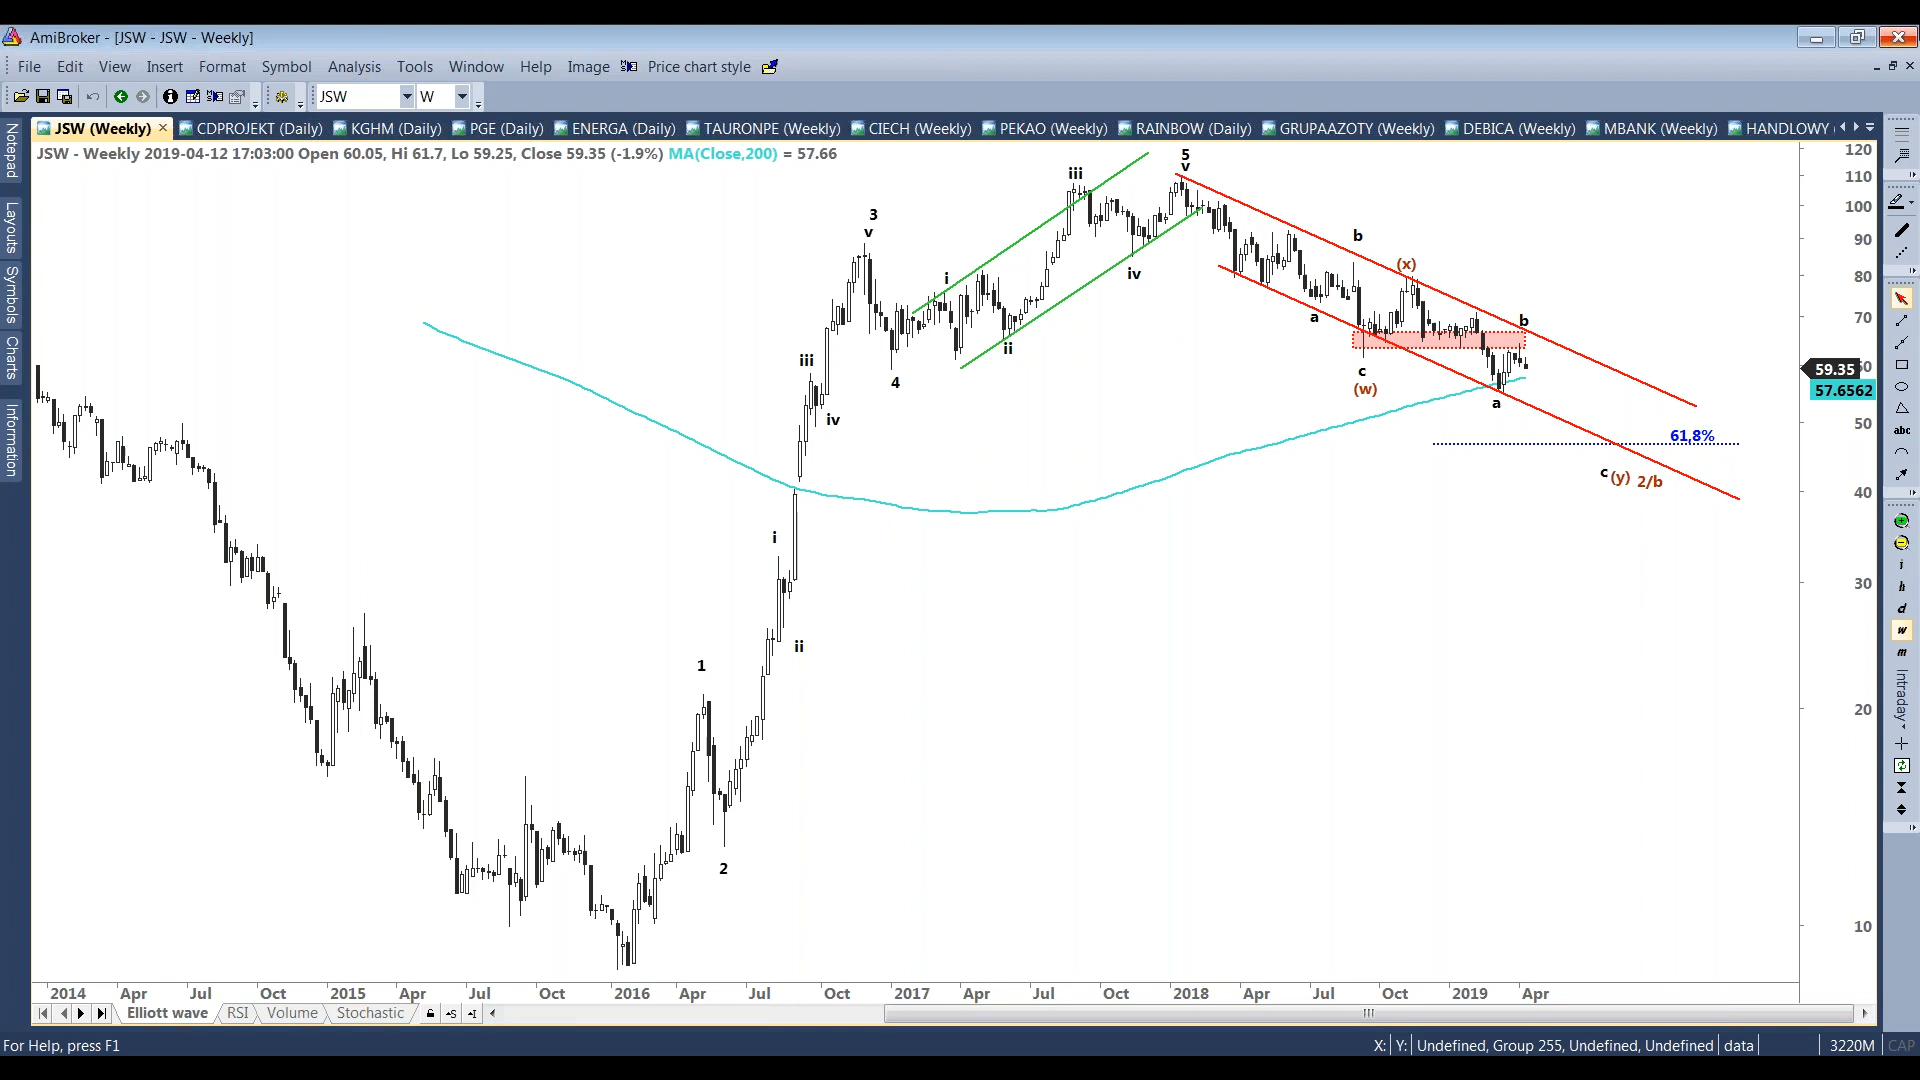 AmiBroker - [JSW - JSW - Weekly]
File Edit View Insert Format Symbol Analysis Tools Window Help Image Price chart style
JSW W
JSW (Weekly) CDPROJEKT (Daily) KGHM (Daily) PGE (Daily) ENERGA (Daily) TAURONPE (Weekly) CIECH (Weekly) PEKAO (Weekly) RAINBOW (Daily) GRUPAAZOTY (Weekly) DEBICA (Weekly) MBANK (Weekly) HANDLOWY (
JSW - Weekly 2019-04-12 17:03:00 Open 60.05, Hi 61.7, Lo 59.25, Close 59.35 (-1.9%) MA(Close,200) = 57.66
Notepad
Layouts
Symbols
Charts
Information
5
v
iii
3
v
b
(x)
iv
i
a
b
ii
iii
4
c
(w)
a
iv
61,8%
c (y) 2/b
i
ii
1
2
120
110
100
90
80
70
59.35
57.6562
50
40
30
20
10
abc
i
h
d
w
m
Intraday
2014 Apr Jul Oct 2015 Apr Jul Oct 2016 Apr Jul Oct 2017 Apr Jul Oct 2018 Apr Jul Oct 2019 Apr
Elliott wave RSI Volume Stochastic
For Help, press F1
X: Y: Undefined, Group 255, Undefined, Undefined data 3220M CAP